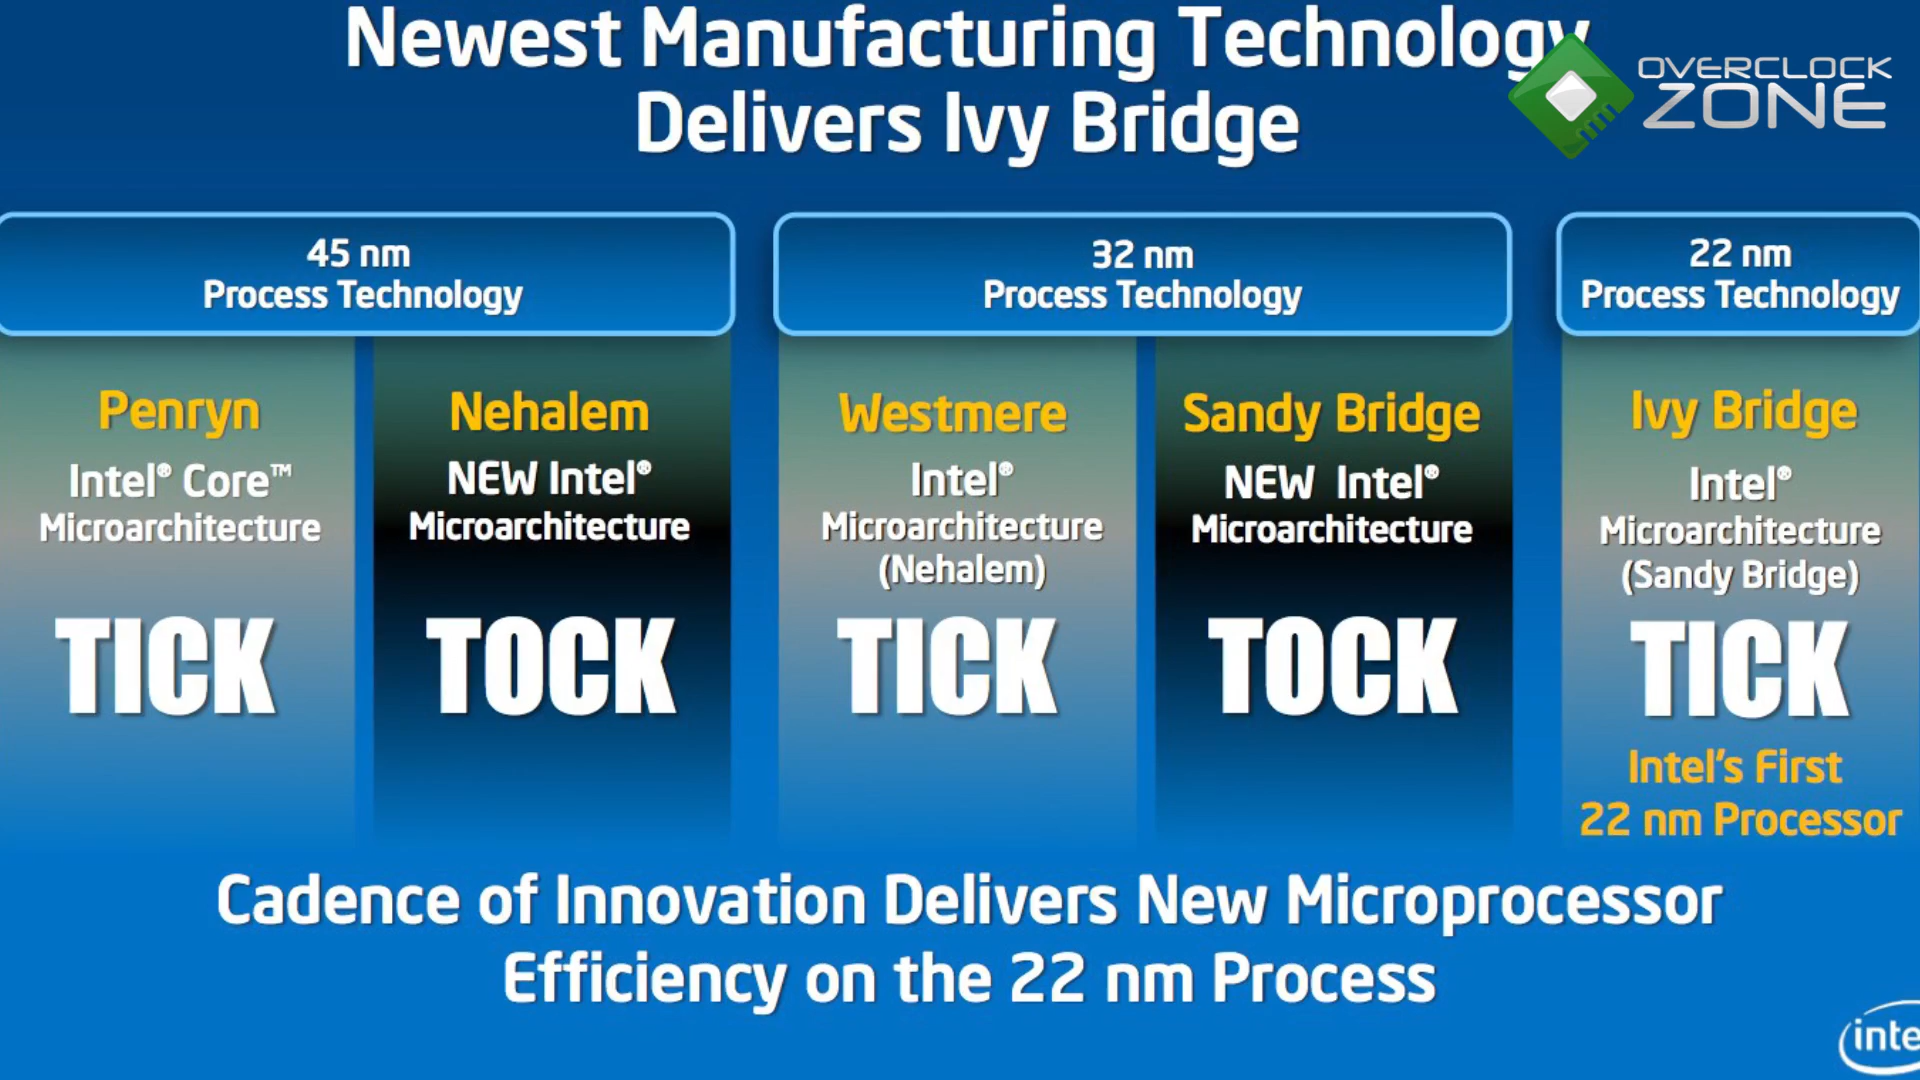 Newest Manufacturing Technology
Delivers Ivy Bridge
OVERCLOCK
ZONE
45 nm
Process Technology
32 nm
Process Technology
22 nm
Process Technology
Penryn
Intel® Core™
Microarchitecture
TICK
Nehalem
NEW Intel®
Microarchitecture
TOCK
Westmere
Intel®
Microarchitecture
(Nehalem)
TICK
Sandy Bridge
NEW Intel®
Microarchitecture
TOCK
Ivy Bridge
Intel®
Microarchitecture
(Sandy Bridge)
TICK
Intel's First
22 nm Processor
Cadence of Innovation Delivers New Microprocessor
Efficiency on the 22 nm Process
inte